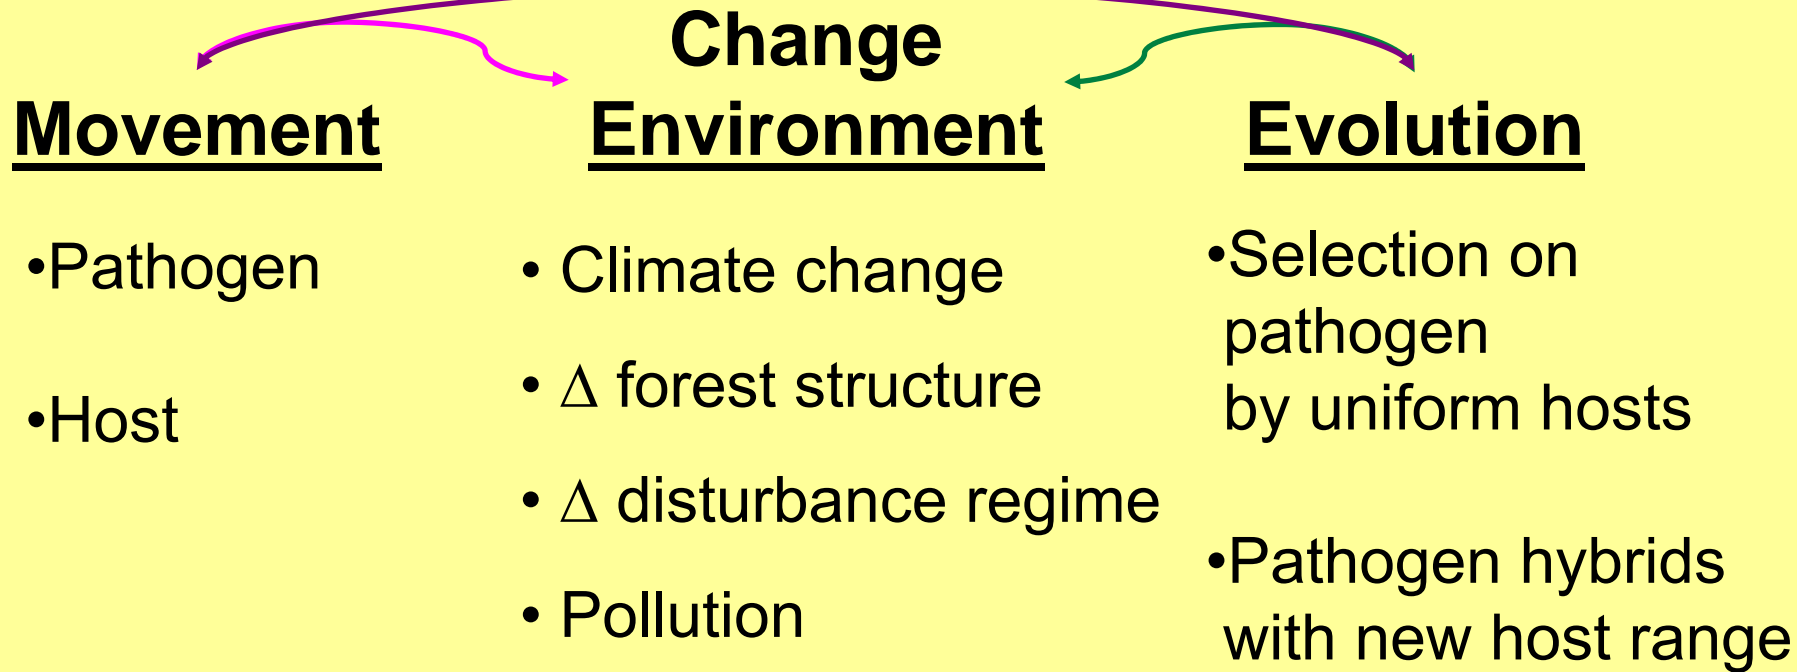 Change
Movement
Environment
Evolution
•Pathogen
•Host
• Climate change
• Δ forest structure
• Δ disturbance regime
• Pollution
•Selection on
pathogen
by uniform hosts
•Pathogen hybrids
with new host range